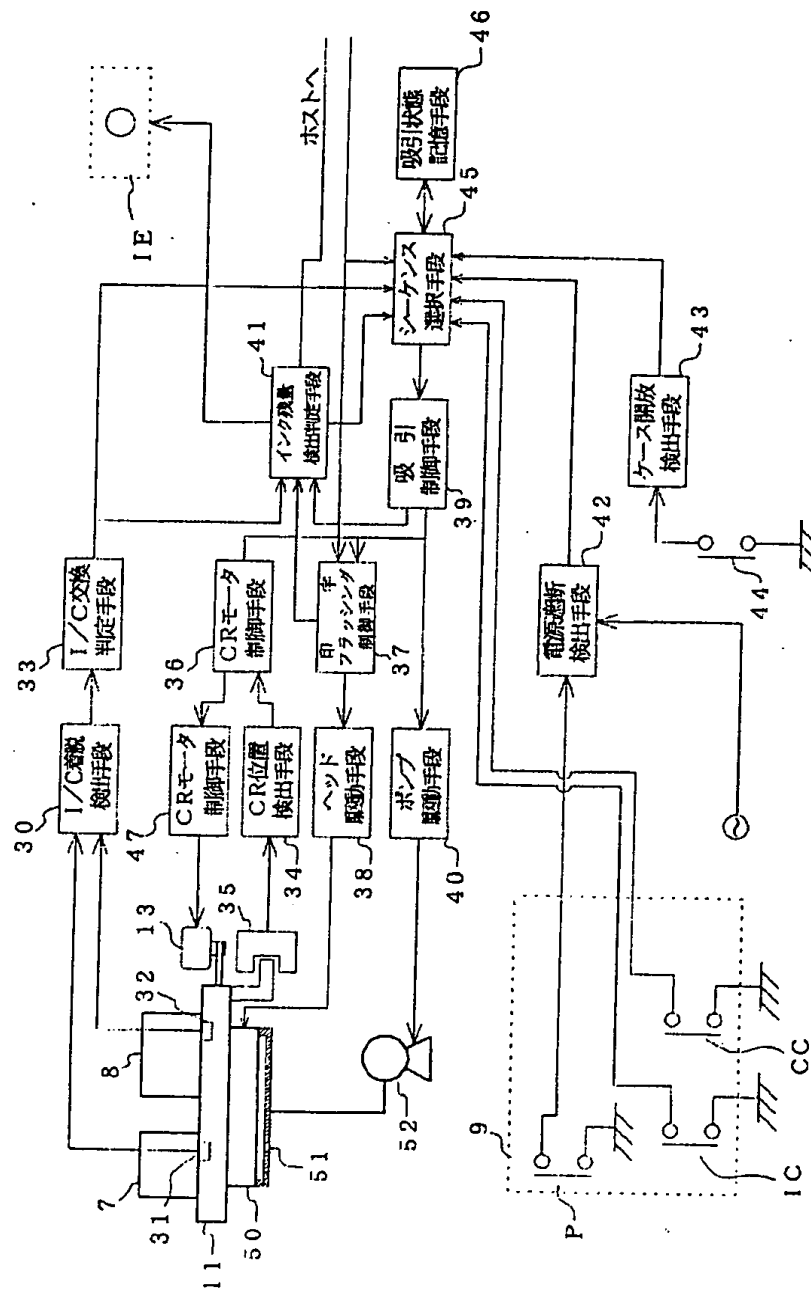 IE
ホストへ
46
吸引状態
記憶手段
45
シーケンス
選択手段
41
インク残量
検出判定手段
吸引
制御手段
39
43
ケース開放
検出手段
44
42
電源遮断
検出手段
33
I/C交換
判定手段
36
CRモータ
制御手段
印字
フラッシング
制御手段
37
30
I/C着脱
検出手段
47
CRモータ
制御手段
CR位置
検出手段
34
ヘッド
駆動手段
38
ポンプ
駆動手段
40
13
35
32
8
7
31
11
50
51
52
9
P
IC
CC